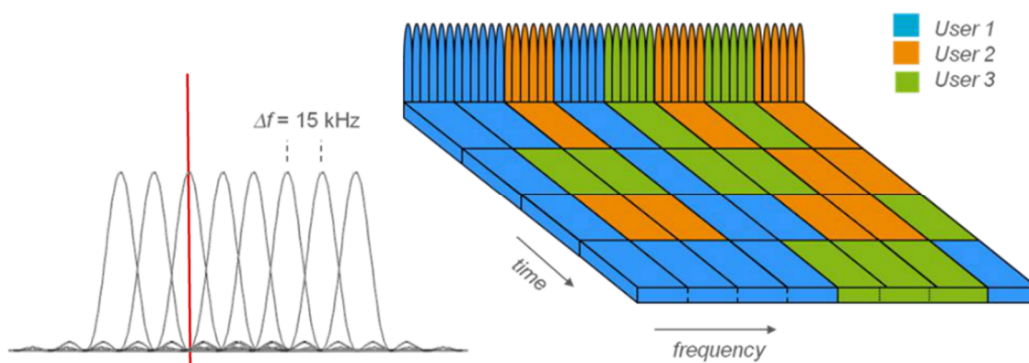 Δf = 15 kHz
User 1
User 2
User 3
time
frequency